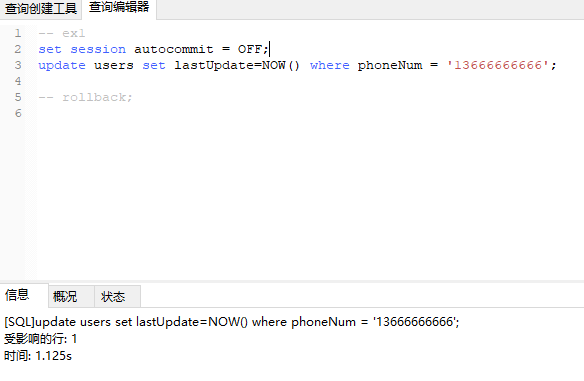 查询创建工具 查询编辑器
1 -- ex1
2 set session autocommit = OFF;
3 update users set lastUpdate=NOW() where phoneNum = '13666666666';
4
5 -- rollback;
6
信息 概况 状态
[SQL]update users set lastUpdate=NOW() where phoneNum = '13666666666';
受影响的行: 1
时间: 1.125s